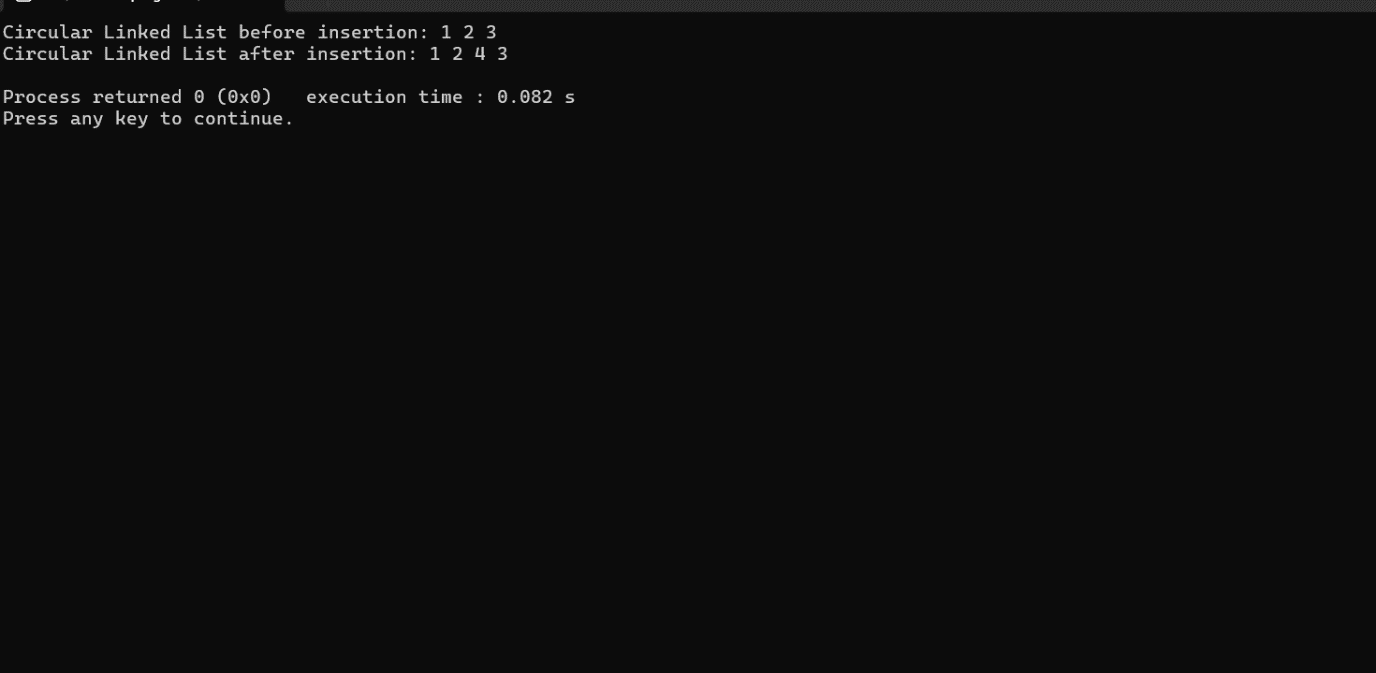 Circular Linked List before insertion: 1 2 3
Circular Linked List after insertion: 1 2 4 3
Process returned 0 (0x0)   execution time : 0.082 s
Press any key to continue.